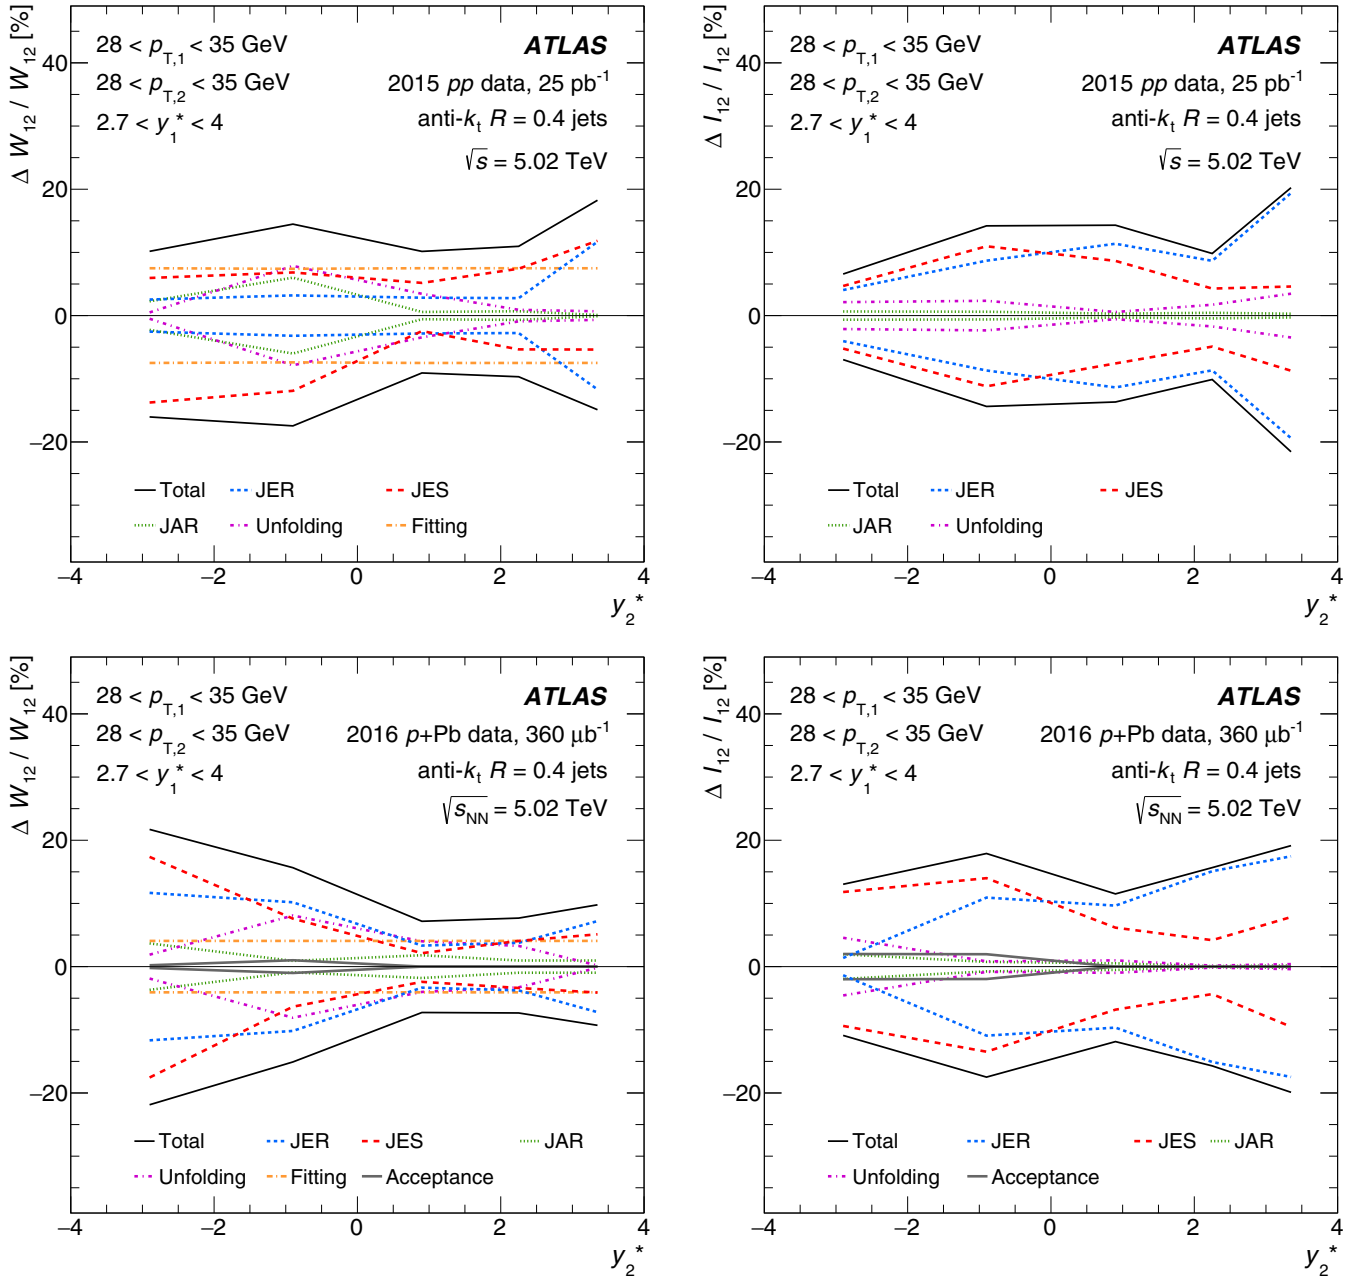 Δ W12 / W12 [%]
28 < pT,1 < 35 GeV
28 < pT,2 < 35 GeV
2.7 < y1* < 4
ATLAS
2015 pp data, 25 pb-1
anti-kt R = 0.4 jets
√s = 5.02 TeV
40
20
0
−20
Total JER JES
JAR Unfolding Fitting
−4 −2 0 2 4
y2*
Δ I12 / I12 [%]
28 < pT,1 < 35 GeV
28 < pT,2 < 35 GeV
2.7 < y1* < 4
ATLAS
2015 pp data, 25 pb-1
anti-kt R = 0.4 jets
√s = 5.02 TeV
40
20
0
−20
Total JER JES
JAR Unfolding
−4 −2 0 2 4
y2*
Δ W12 / W12 [%]
28 < pT,1 < 35 GeV
28 < pT,2 < 35 GeV
2.7 < y1* < 4
ATLAS
2016 p+Pb data, 360 μb-1
anti-kt R = 0.4 jets
√sNN = 5.02 TeV
40
20
0
−20
Total JER JES JAR
Unfolding Fitting Acceptance
−4 −2 0 2 4
y2*
Δ I12 / I12 [%]
28 < pT,1 < 35 GeV
28 < pT,2 < 35 GeV
2.7 < y1* < 4
ATLAS
2016 p+Pb data, 360 μb-1
anti-kt R = 0.4 jets
√sNN = 5.02 TeV
40
20
0
−20
Total JER JES JAR
Unfolding Acceptance
−4 −2 0 2 4
y2*